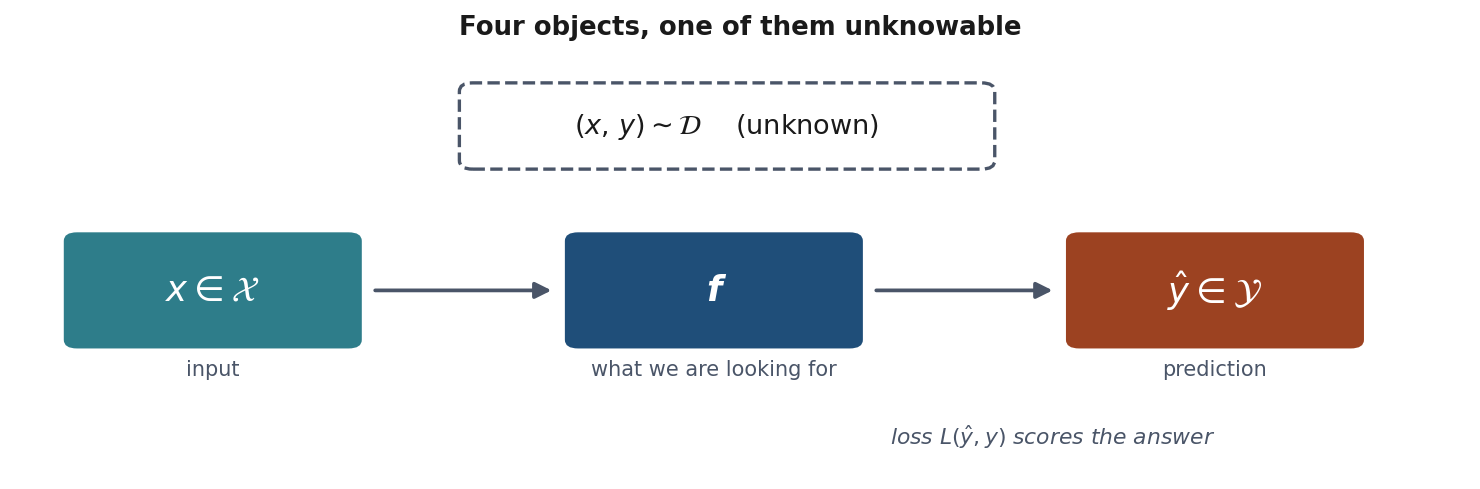 Four objects, one of them unknowable
(x, y) ∼ 𝒟 (unknown)
x ∈ 𝒳
f
ŷ ∈ 𝒴
input
what we are looking for
prediction
loss L(ŷ, y) scores the answer